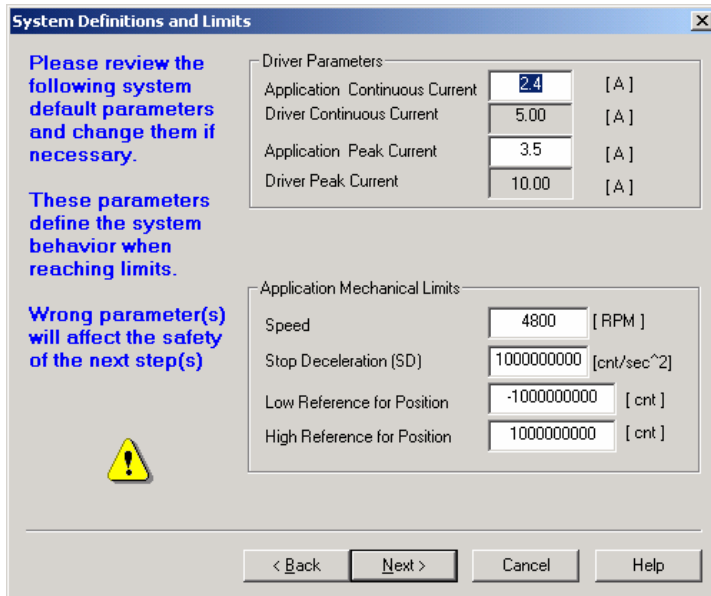 System Definitions and Limits
Please review the
following system
default parameters
and change them if
necessary.
These parameters
define the system
behavior when
reaching limits.
Wrong parameter(s)
will affect the safety
of the next step(s)
Driver Parameters
Application Continuous Current 2.4 [ A ]
Driver Continuous Current 5.00 [ A ]
Application Peak Current 3.5 [ A ]
Driver Peak Current 10.00 [ A ]
Application Mechanical Limits
Speed 4800 [ RPM ]
Stop Deceleration (SD) 1000000000 [cnt/sec^2]
Low Reference for Position -1000000000 [ cnt ]
High Reference for Position 1000000000 [ cnt ]
< Back Next > Cancel Help